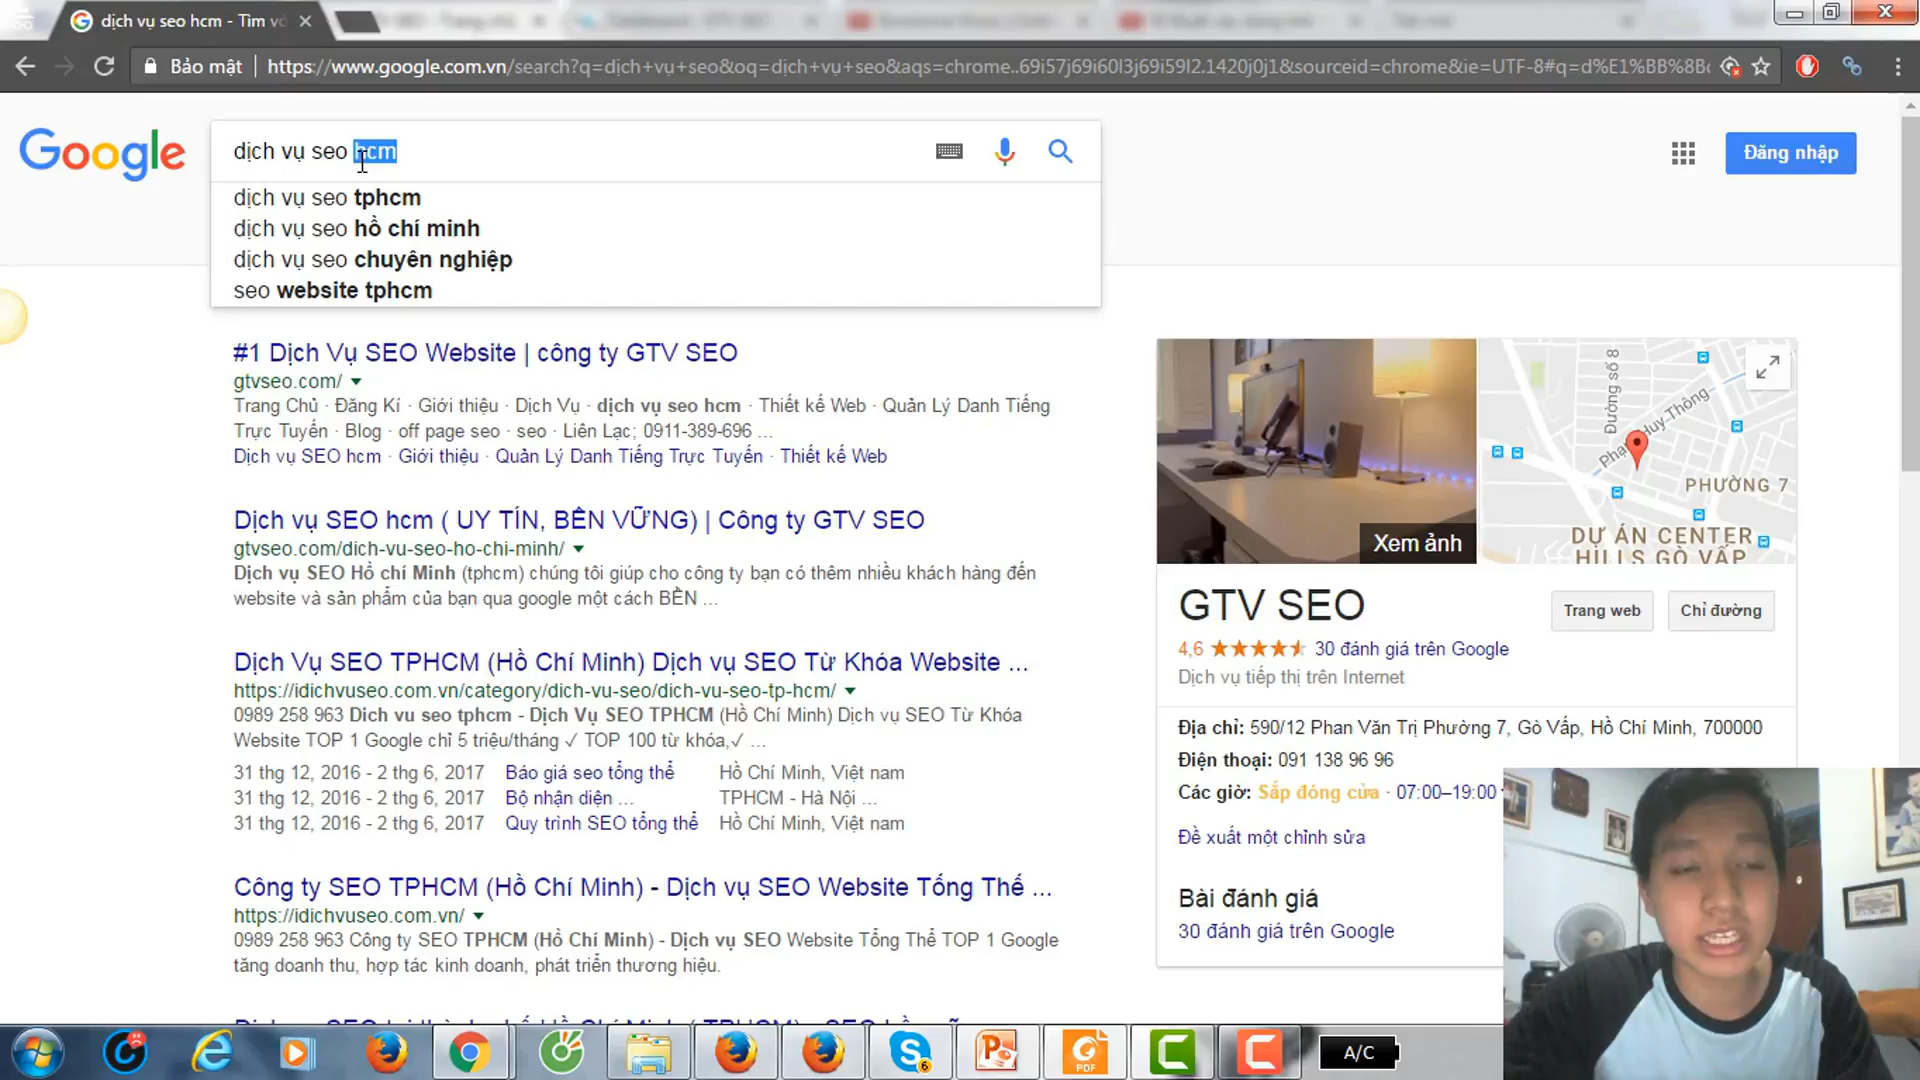 dịch vụ seo hcm - Tìm với
Bảo mật
https://www.google.com.vn/search?q=dịch+vụ+seo&oq=dịch+vụ+seo&aqs=chrome..69i57j69i60l3j69i59l2.1420j0j1&sourceid=chrome&ie=UTF-8#q=d%E1%BB%8Bc
Google
dịch vụ seo hcm
Đăng nhập
dịch vụ seo tphcm
dịch vụ seo hồ chí minh
dịch vụ seo chuyên nghiệp
seo website tphcm
#1 Dịch Vụ SEO Website | công ty GTV SEO
gtvseo.com/
Trang Chủ · Đăng Kí · Giới thiệu · Dịch Vụ · dịch vụ seo hcm · Thiết kế Web · Quản Lý Danh Tiếng
Trực Tuyến · Blog · off page seo · seo · Liên Lạc; 0911-389-696 ...
Dịch vụ SEO hcm · Giới thiệu · Quản Lý Danh Tiếng Trực Tuyến · Thiết kế Web
Dịch vụ SEO hcm ( UY TÍN, BỀN VỮNG) | Công ty GTV SEO
gtvseo.com/dich-vu-seo-ho-chi-minh/
Dịch vụ SEO Hồ chí Minh (tphcm) chúng tôi giúp cho công ty bạn có thêm nhiều khách hàng đến
website và sản phẩm của bạn qua google một cách BỀN ...
Dịch Vụ SEO TPHCM (Hồ Chí Minh) Dịch vụ SEO Từ Khóa Website ...
https://idichvuseo.com.vn/category/dich-vu-seo/dich-vu-seo-tp-hcm/
0989 258 963 Dich vu seo tphcm - Dịch Vụ SEO TPHCM (Hồ Chí Minh) Dịch vụ SEO Từ Khóa
Website TOP 1 Google chỉ 5 triệu/tháng ✓ TOP 100 từ khóa,✓ ...
31 thg 12, 2016 - 2 thg 6, 2017 Báo giá seo tổng thể Hồ Chí Minh, Việt nam
31 thg 12, 2016 - 2 thg 6, 2017 Bộ nhận diện ... TPHCM - Hà Nội ...
31 thg 12, 2016 - 2 thg 6, 2017 Quy trình SEO tổng thể Hồ Chí Minh, Việt nam
Công ty SEO TPHCM (Hồ Chí Minh) - Dịch vụ SEO Website Tổng Thể ...
https://idichvuseo.com.vn/
0989 258 963 Công ty SEO TPHCM (Hồ Chí Minh) - Dịch vụ SEO Website Tổng Thể TOP 1 Google
tăng doanh thu, hợp tác kinh doanh, phát triển thương hiệu.
Xem ảnh
Đường số 8
Phạm Huy Thông
PHƯỜNG 7
DỰ ÁN CENTER
HILLS GÒ VẤP
GTV SEO
Trang web
Chỉ đường
4,6 ★★★★★ 30 đánh giá trên Google
Dịch vụ tiếp thị trên Internet
Địa chỉ: 590/12 Phan Văn Trị Phường 7, Gò Vấp, Hồ Chí Minh, 700000
Điện thoại: 091 138 96 96
Các giờ: Sắp đóng cửa · 07:00–19:00
Đề xuất một chỉnh sửa
Bài đánh giá
30 đánh giá trên Google
6
PDF
A/C